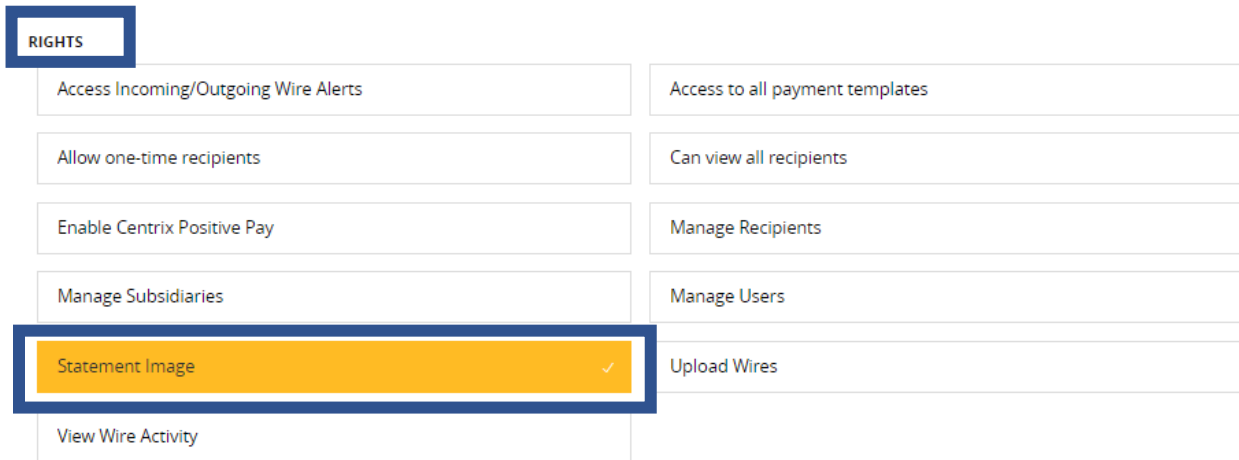 RIGHTS
Access Incoming/Outgoing Wire Alerts
Access to all payment templates
Allow one-time recipients
Can view all recipients
Enable Centrix Positive Pay
Manage Recipients
Manage Subsidiaries
Manage Users
Statement Image
Upload Wires
View Wire Activity